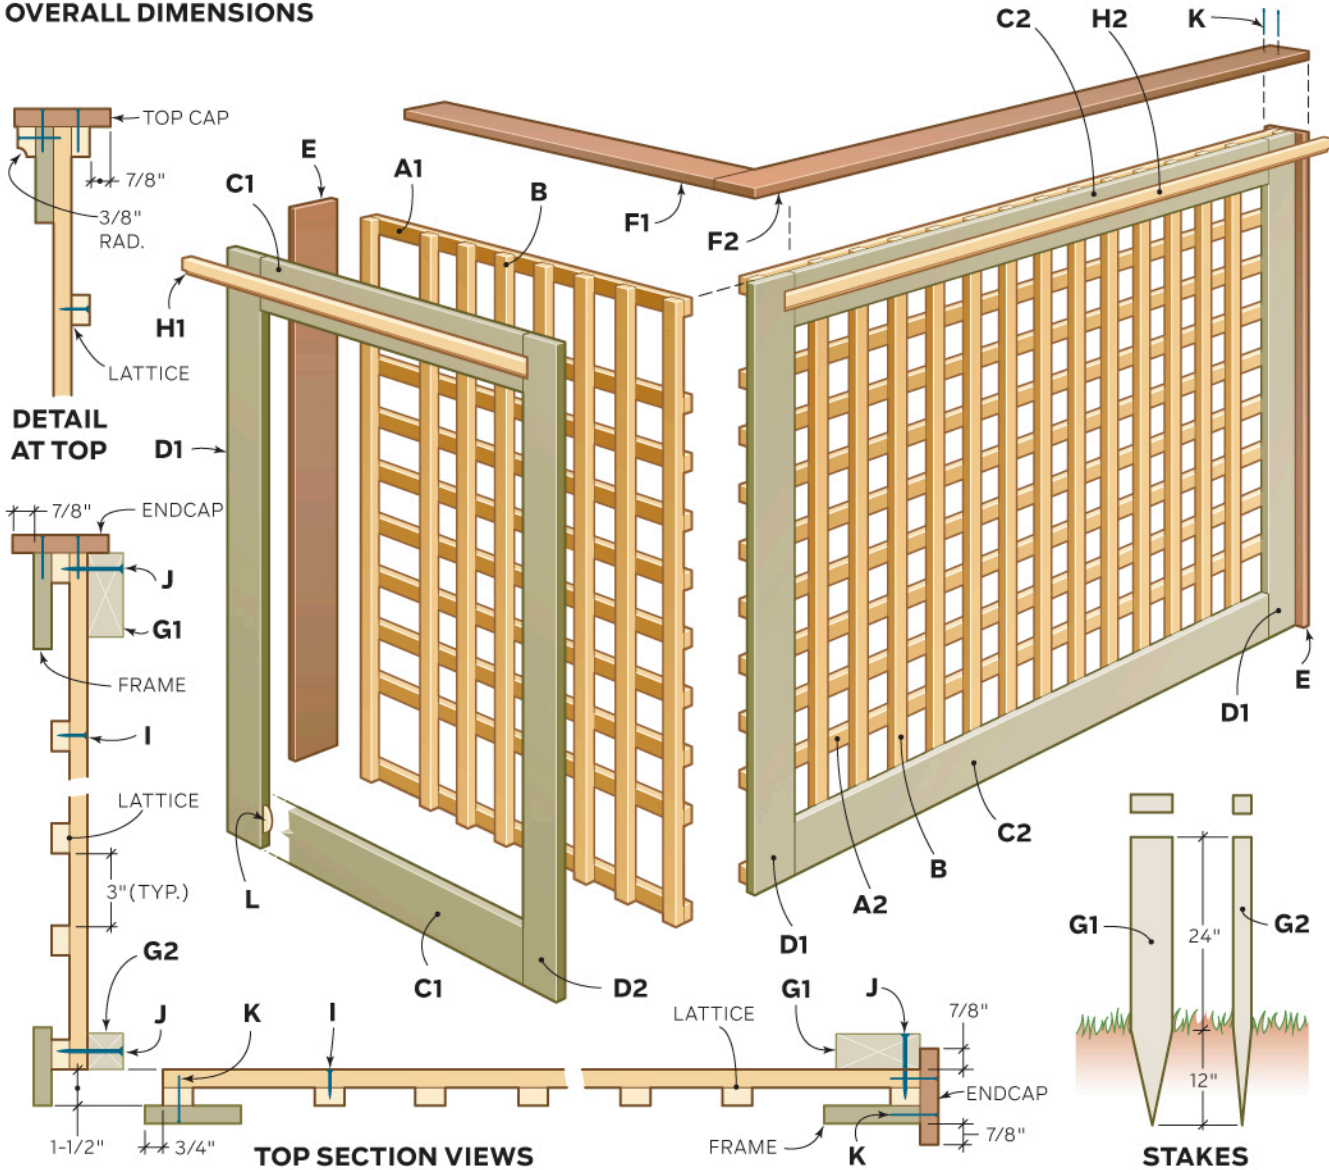 OVERALL DIMENSIONS
C2
H2
K
TOP CAP
7/8"
3/8"
RAD.
LATTICE
DETAIL
AT TOP
E
A1
C1
B
F1
F2
H1
D1
7/8"
ENDCAP
J
G1
FRAME
I
LATTICE
3" (TYP.)
L
G2
J
K
I
C1
D2
1-1/2"
3/4"
TOP SECTION VIEWS
LATTICE
G1
J
7/8"
ENDCAP
FRAME
K
7/8"
D1
A2
B
C2
D1
E
G1
24"
G2
12"
STAKES